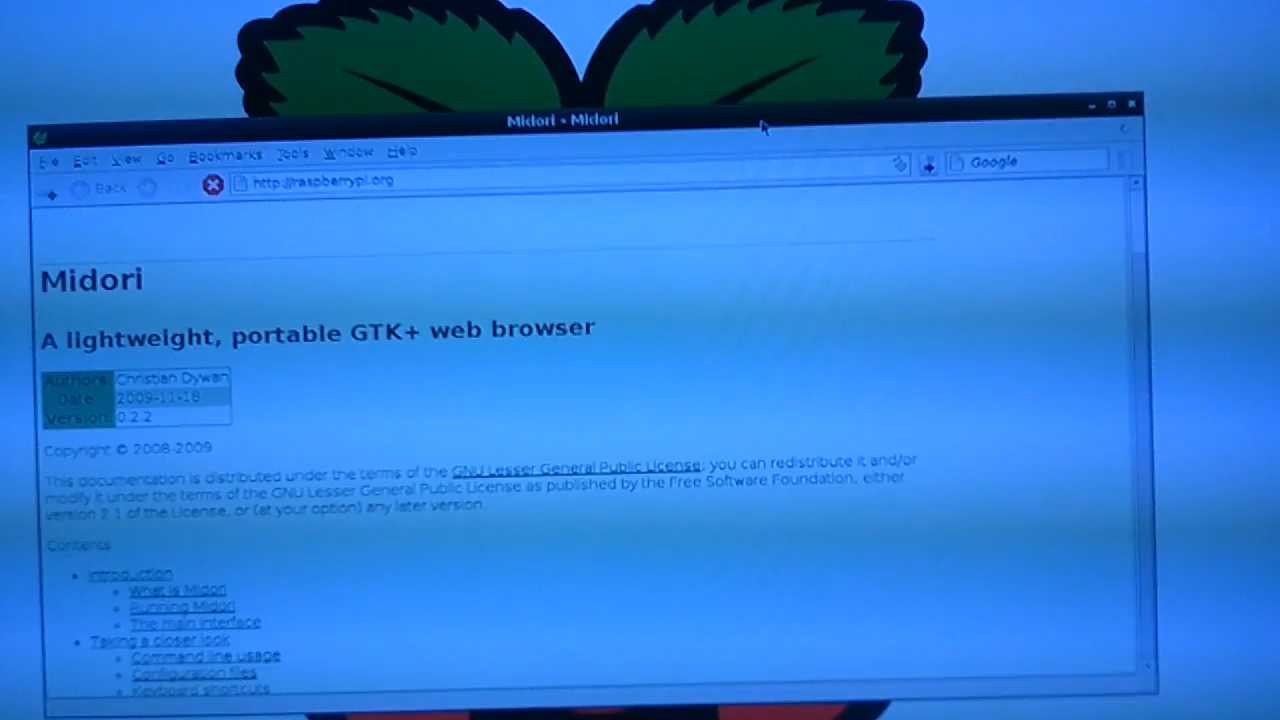 Midori - Midori
File Edit View Go Bookmarks Tools Window Help
Back http://raspberrypi.org Google
Midori
A lightweight, portable GTK+ web browser
Authors: Christian Dywan
Date: 2009-11-18
Version: 0.2.2
Copyright © 2008-2009
This documentation is distributed under the terms of the GNU Lesser General Public License; you can redistribute it and/or
modify it under the terms of the GNU Lesser General Public License as published by the Free Software Foundation; either
version 2.1 of the License, or (at your option) any later version.
Contents
• Introduction
• What is Midori
• Running Midori
• The main interface
• Taking a closer look
• Command line usage
• Configuration files
• Keyboard shortcuts